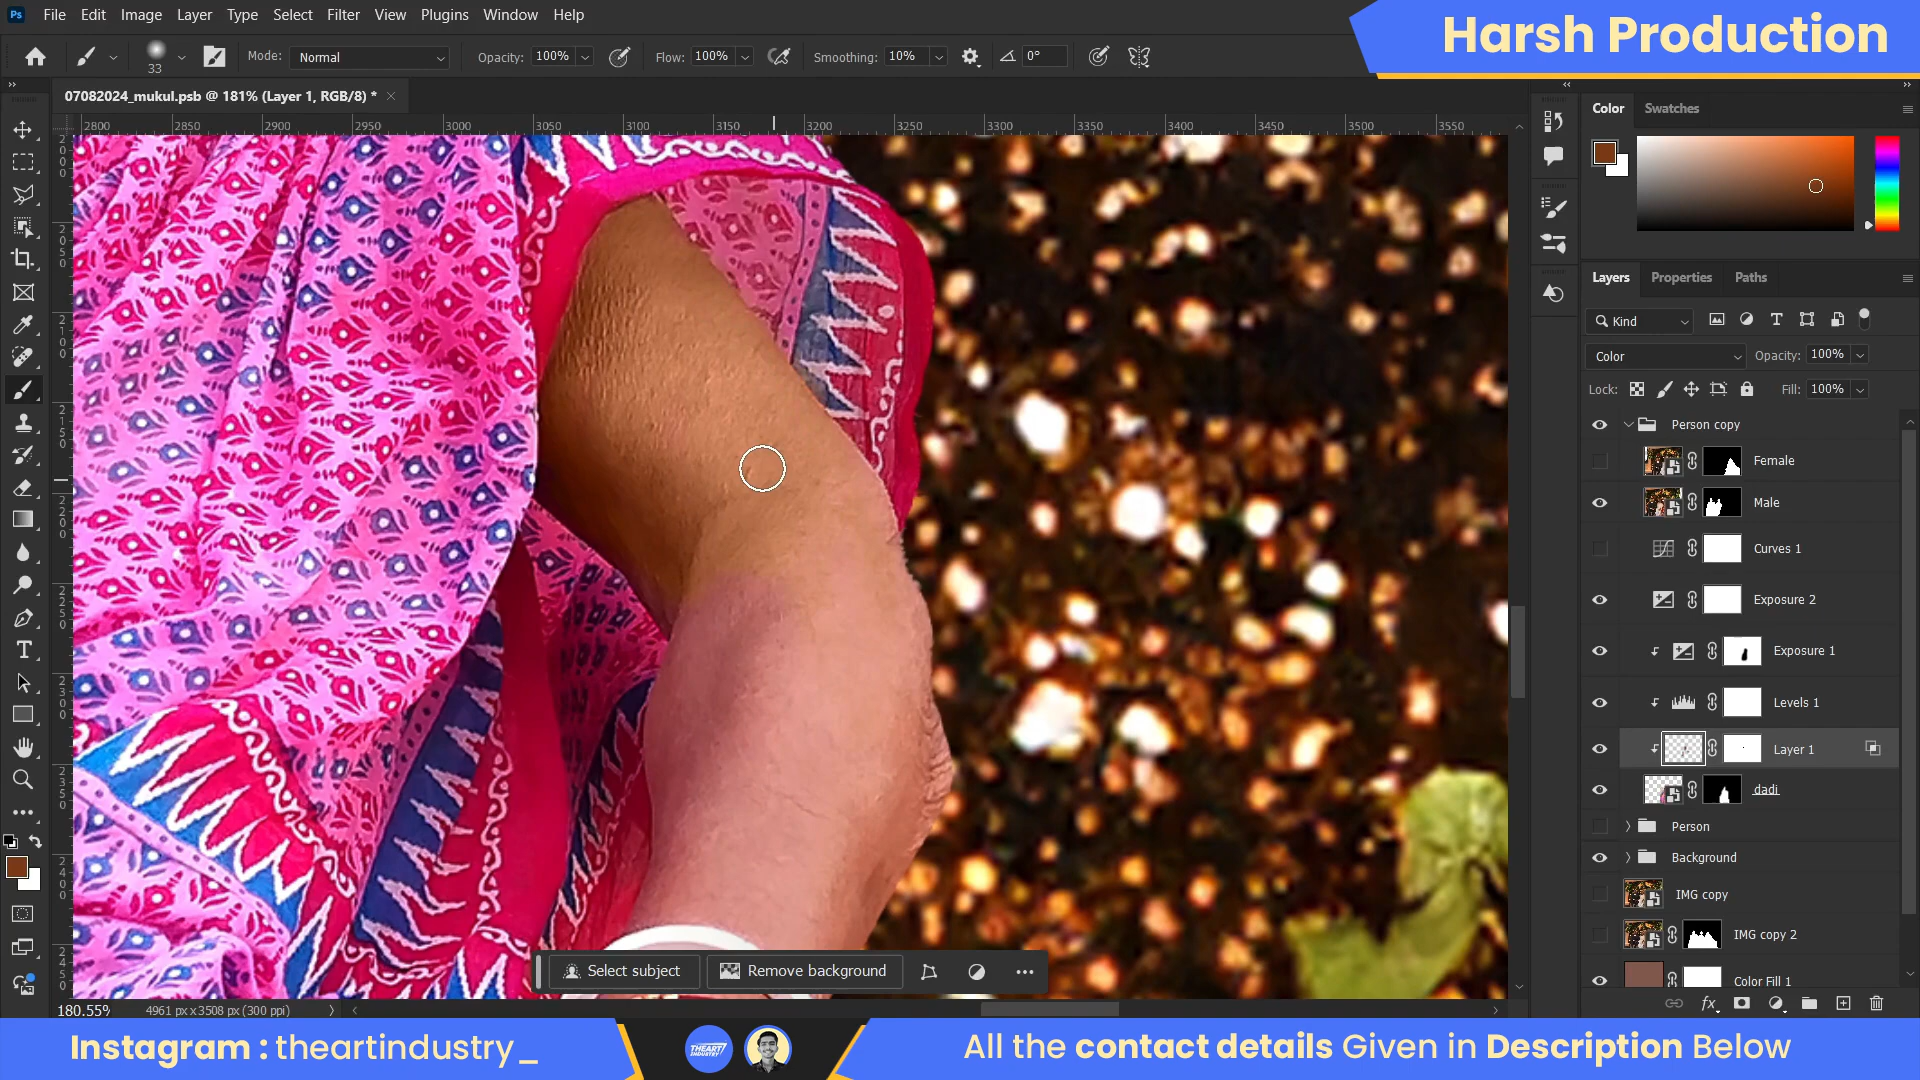 Ps File Edit Image Layer Type Select Filter View Plugins Window Help
Harsh Production
33 Mode: Normal Opacity: 100% Flow: 100% Smoothing: 10% 0°
07082024_mukul.psb @ 181% (Layer 1, RGB/8) *
2800 2850 2900 2950 3000 3050 3100 3150 3200 3250 3300 3350 3400 3450 3500 3550
Color Swatches
Layers Properties Paths
Kind
Color Opacity: 100%
Lock: Fill: 100%
Person copy
Female
Male
Curves 1
Exposure 2
Exposure 1
Levels 1
Layer 1
dadi
Person
Background
IMG copy
IMG copy 2
Color Fill 1
Select subject Remove background
180.55% 4961 px x 3508 px (300 ppi)
fx
Instagram : theartindustry_
All the contact details Given in Description Below